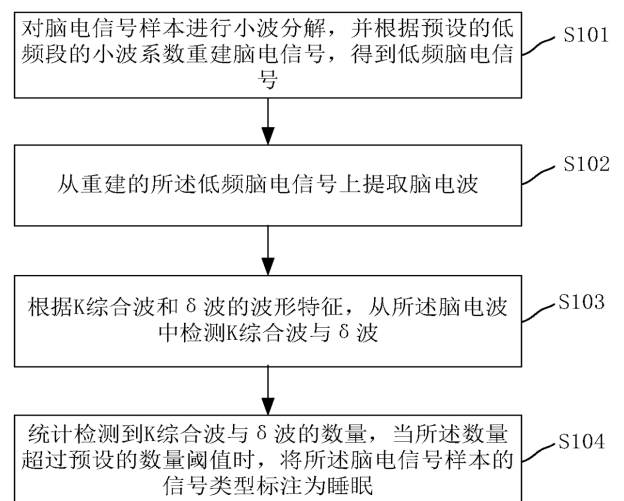 对脑电信号样本进行小波分解，并根据预设的低
频段的小波系数重建脑电信号，得到低频脑电信
号
S101
从重建的所述低频脑电信号上提取脑电波
S102
根据K综合波和δ波的波形特征，从所述脑电波
中检测K综合波与δ波
S103
统计检测到K综合波与δ波的数量，当所述数量
超过预设的数量阈值时，将所述脑电信号样本的
信号类型标注为睡眠
S104